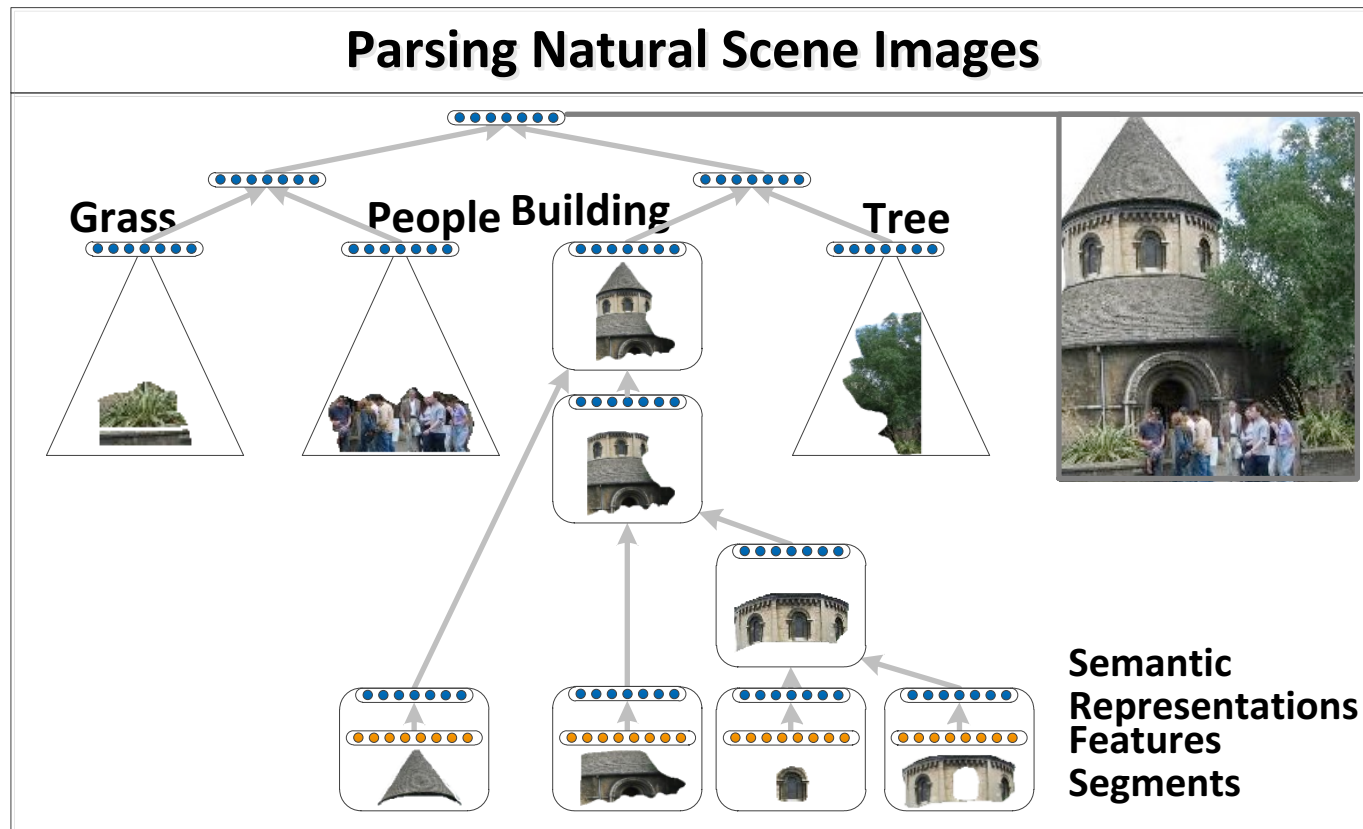 Parsing Natural Scene Images
Grass
People
Building
Tree
Semantic
Representations
Features
Segments